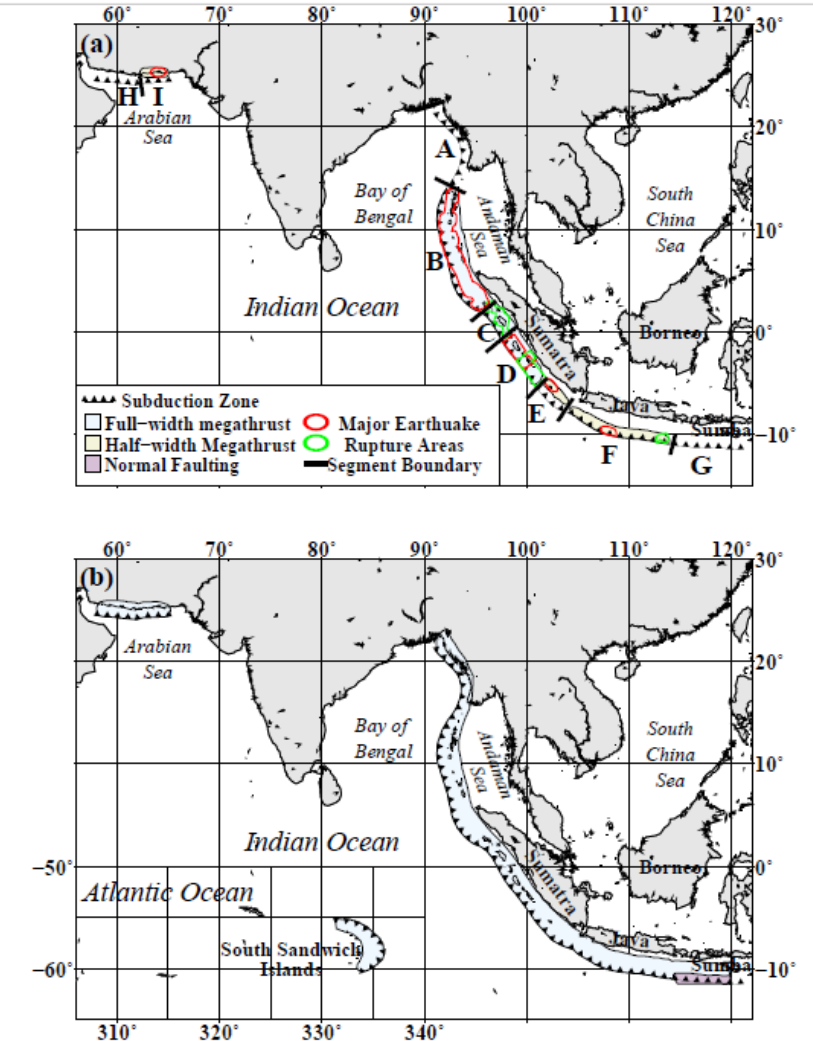 60° 70° 80° 90° 100° 110° 120°
(a)
30°
H I
Arabian
Sea
20°
A
Bay of
Bengal
Andaman
Sea
South
China
Sea
10°
B
Indian Ocean
C
Sumatra
Borneo
0°
D
E
Java
Sumba
−10°
F
G
Subduction Zone
Full−width megathrust
Half−width Megathrust
Normal Faulting
Major Earthuake
Rupture Areas
Segment Boundary
60° 70° 80° 90° 100° 110° 120°
(b)
30°
Arabian
Sea
20°
Bay of
Bengal
Andaman
Sea
South
China
Sea
10°
Indian Ocean
−50°
Sumatra
Borneo
0°
Atlantic Ocean
Java
South Sandwich
Islands
Sumba
−60°
−10°
310° 320° 330° 340°